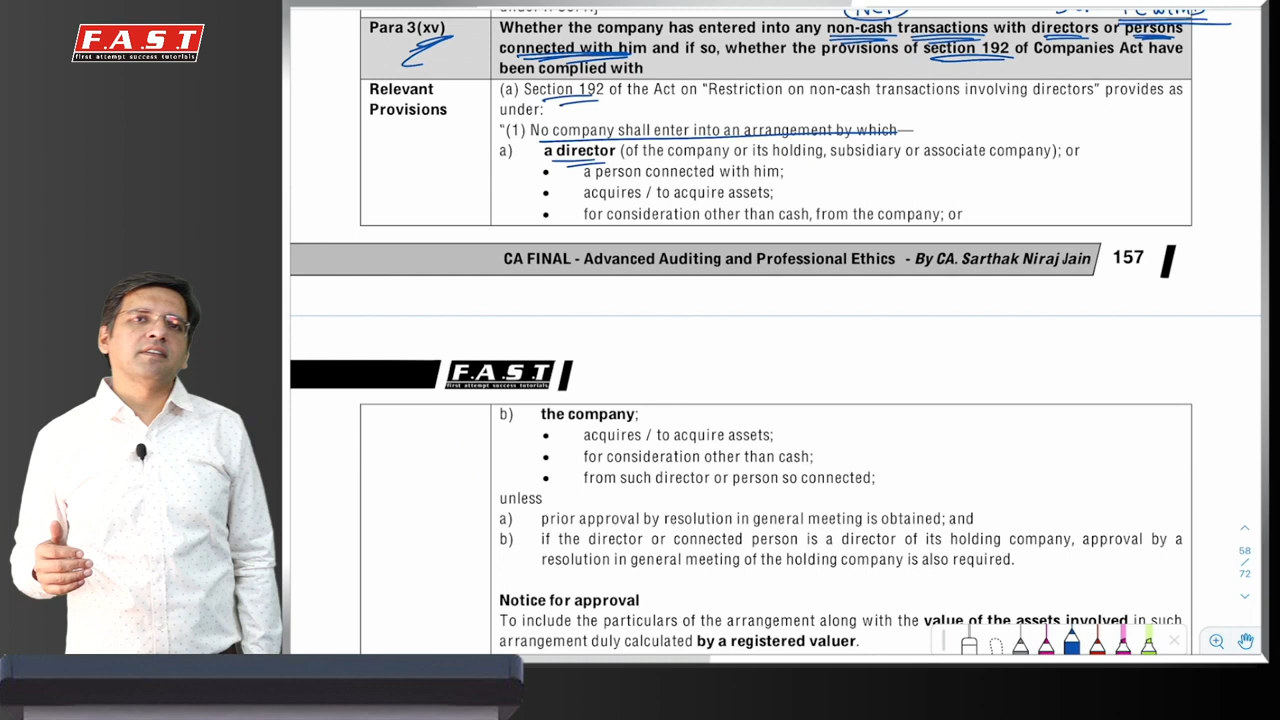 F.A.S.T
first attempt success tutorials
Para 3(xv)
Whether the company has entered into any non-cash transactions with directors or persons
connected with him and if so, whether the provisions of section 192 of Companies Act have
been complied with
Relevant
Provisions
(a) Section 192 of the Act on "Restriction on non-cash transactions involving directors" provides as
under:
"(1) No company shall enter into an arrangement by which—
a) a director (of the company or its holding, subsidiary or associate company); or
• a person connected with him;
• acquires / to acquire assets;
• for consideration other than cash, from the company; or
CA FINAL - Advanced Auditing and Professional Ethics - By CA. Sarthak Niraj Jain 157
F.A.S.T
first attempt success tutorials
b) the company;
• acquires / to acquire assets;
• for consideration other than cash;
• from such director or person so connected;
unless
a) prior approval by resolution in general meeting is obtained; and
b) if the director or connected person is a director of its holding company, approval by a
resolution in general meeting of the holding company is also required.
58
/
72
Notice for approval
To include the particulars of the arrangement along with the value of the assets involved in such
arrangement duly calculated by a registered valuer.